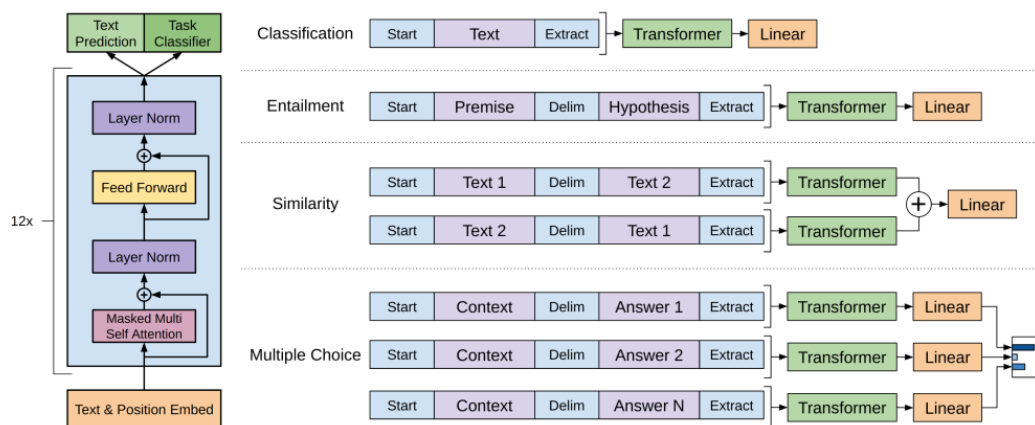 Text
Prediction
Task
Classifier
12x
Layer Norm
+
Feed Forward
Layer Norm
+
Masked Multi
Self Attention
Text & Position Embed
Classification
Start Text Extract Transformer Linear
Entailment
Start Premise Delim Hypothesis Extract Transformer Linear
Similarity
Start Text 1 Delim Text 2 Extract Transformer
+ Linear
Start Text 2 Delim Text 1 Extract Transformer
Multiple Choice
Start Context Delim Answer 1 Extract Transformer Linear
Start Context Delim Answer 2 Extract Transformer Linear
Start Context Delim Answer N Extract Transformer Linear